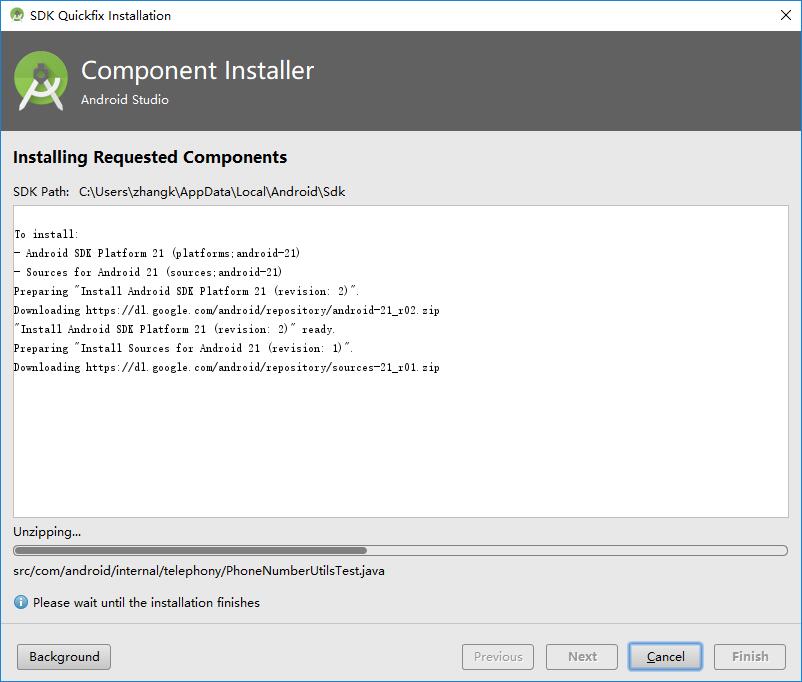 SDK Quickfix Installation
Component Installer
Android Studio
Installing Requested Components
SDK Path: C:\Users\zhangk\AppData\Local\Android\Sdk
To install:
- Android SDK Platform 21 (platforms;android-21)
- Sources for Android 21 (sources;android-21)
Preparing "Install Android SDK Platform 21 (revision: 2)".
Downloading https://dl.google.com/android/repository/android-21_r02.zip
"Install Android SDK Platform 21 (revision: 2)" ready.
Preparing "Install Sources for Android 21 (revision: 1)".
Downloading https://dl.google.com/android/repository/sources-21_r01.zip
Unzipping...
src/com/android/internal/telephony/PhoneNumberUtilsTest.java
Please wait until the installation finishes
Background Previous Next Cancel Finish